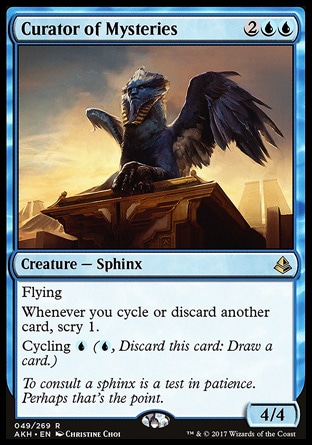 Curator of Mysteries 2
Creature — Sphinx
Flying
Whenever you cycle or discard another
card, scry 1.
Cycling (, Discard this card: Draw a
card.)
To consult a sphinx is a test in patience.
Perhaps that's the point.
4/4
049/269 R
AKH • EN Christine Choi
™ & © 2017 Wizards of the Coast